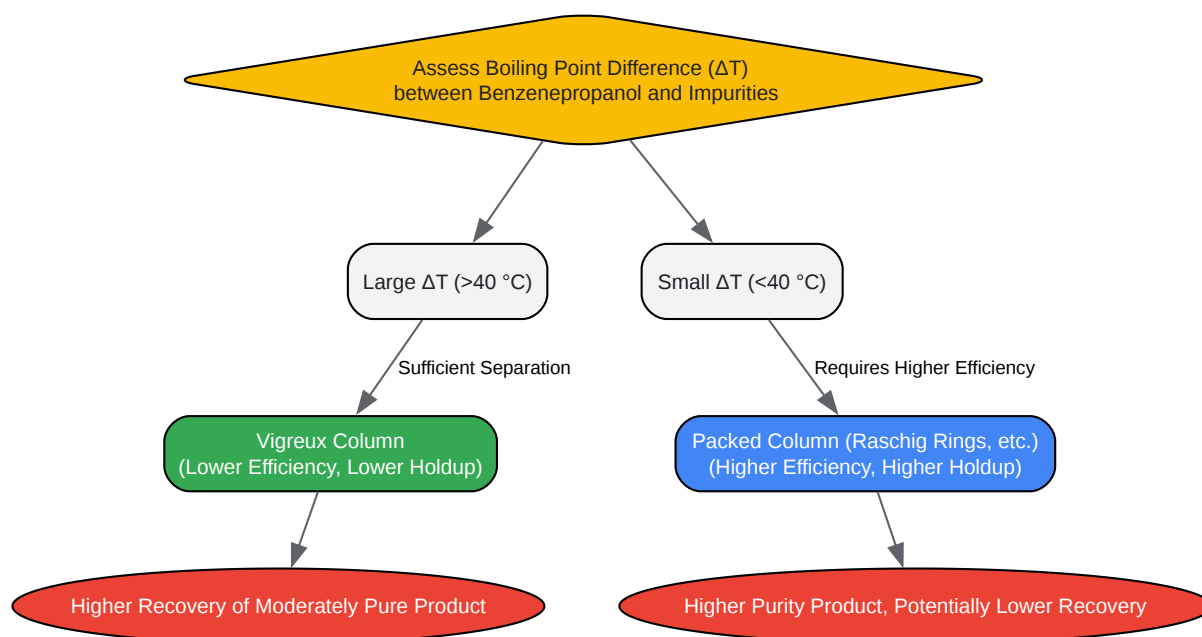 Assess Boiling Point Difference (ΔT)
between Benzenepropanol and Impurities
Large ΔT (>40 °C)
Small ΔT (<40 °C)
Sufficient Separation
Requires Higher Efficiency
Vigreux Column
(Lower Efficiency, Lower Holdup)
Packed Column (Raschig Rings, etc.)
(Higher Efficiency, Higher Holdup)
Higher Recovery of Moderately Pure Product
Higher Purity Product, Potentially Lower Recovery